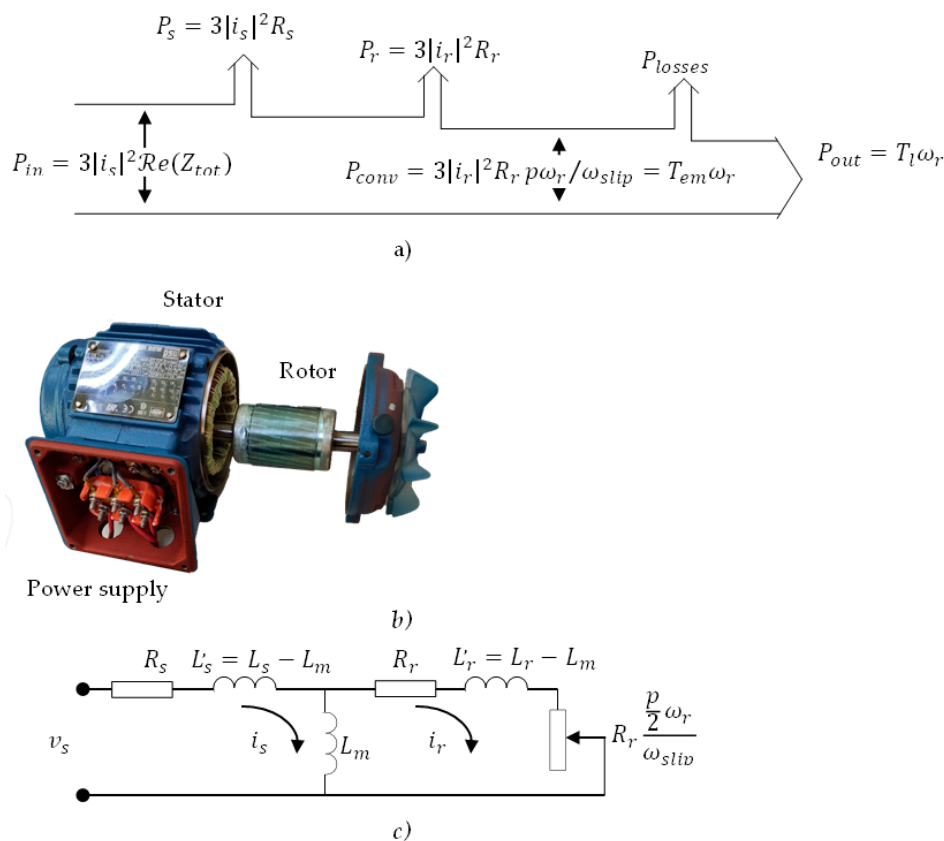 P_s = 3|i_s|^2 R_s
P_r = 3|i_r|^2 R_r
P_losses
P_in = 3|i_s|^2 Re(Z_tot)
P_conv = 3|i_r|^2 R_r pω_r/ω_slip = T_em ω_r
P_out = T_l ω_r
a)
Stator
Rotor
Power supply
b)
R_s
L'_s = L_s − L_m
R_r
L'_r = L_r − L_m
v_s
i_s
L_m
i_r
R_r (p/2 ω_r)/ω_slip
c)